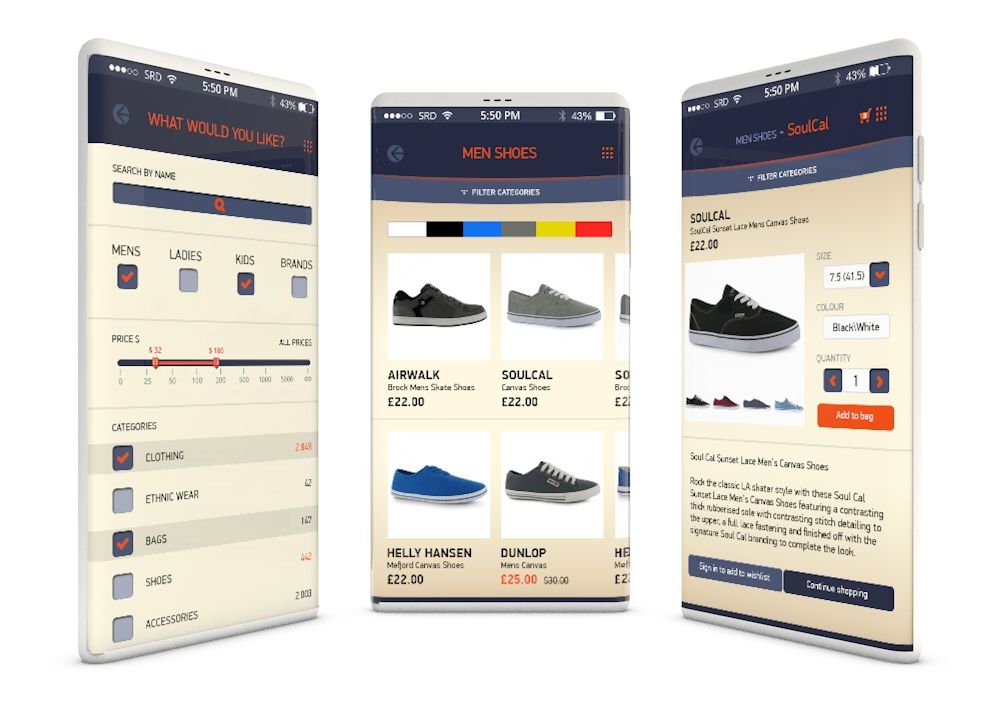 SRD
5:50 PM
43%
WHAT WOULD YOU LIKE?
SEARCH BY NAME
MENS LADIES KIDS BRANDS
PRICE $ ALL PRICES
$ 32 $ 180
0 25 50 100 200 500 1000 5000
CATEGORIES
CLOTHING 2 849
ETHNIC WEAR 42
BAGS 147
442
SHOES
2 003
ACCESSORIES
SRD 5:50 PM 43%
MEN SHOES
FILTER CATEGORIES
AIRWALK
Brock Mens Skate Shoes
£22.00
SOULCAL
Canvas Shoes
£22.00
SO
Ca
£2
HELLY HANSEN
Mefjord Canvas Shoes
£22.00
DUNLOP
Mens Canvas
£25.00 £30.00
HE
Me
£2
SRD 5:50 PM 43%
MEN SHOES - SoulCal
FILTER CATEGORIES
SOULCAL
SoulCal Sunset Lace Mens Canvas Shoes
£22.00
SIZE
7.5 (41.5)
COLOUR
Black\White
QUANTITY
1
Add to bag
Soul Cal Sunset Lace Men's Canvas Shoes
Rock the classic LA skater style with these Soul Cal
Sunset Lace Men's Canvas Shoes featuring a contrasting
thick rubberised sole with contrasting stitch detailing to
the upper, a full lace fastening and finished off with the
signature Soul Cal branding to complete the look.
Sign in to add to wishlist
Continue shopping